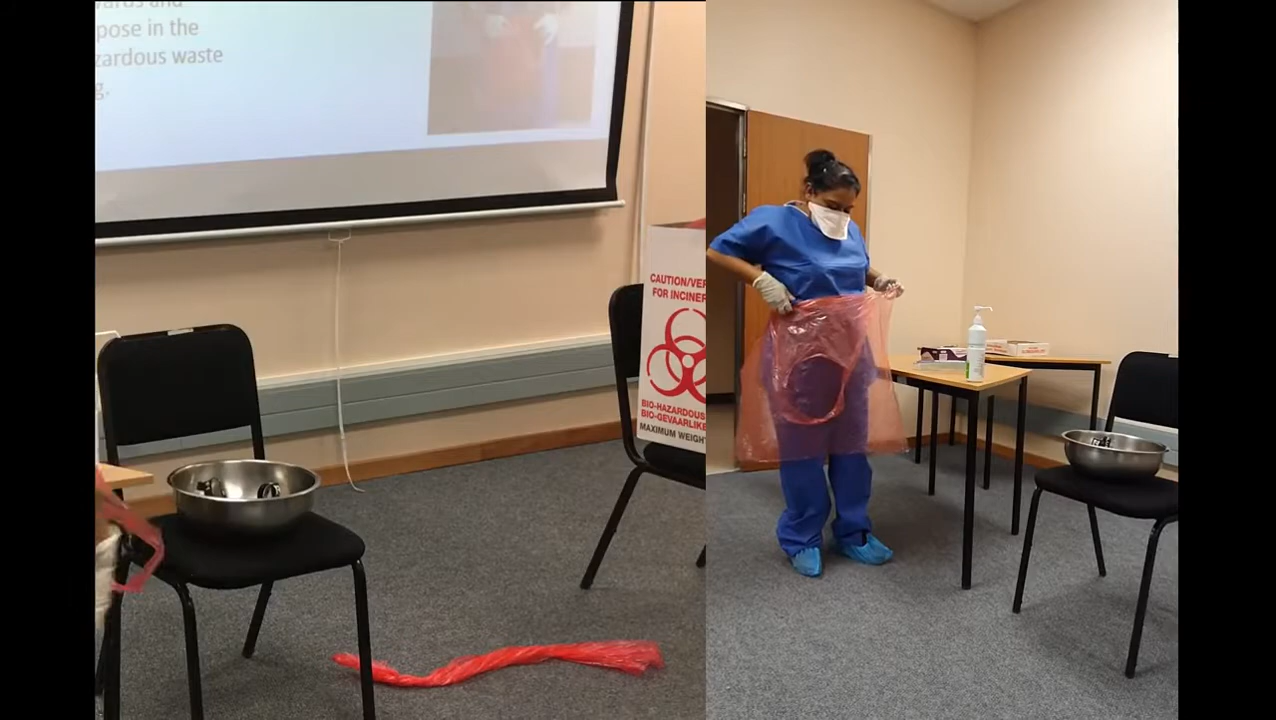 pose in the
zardous waste
g.
CAUTION/VER
FOR INCINER
BIO-HAZARDOUS
BIO-GEVAARLIKE
MAXIMUM WEIGHT